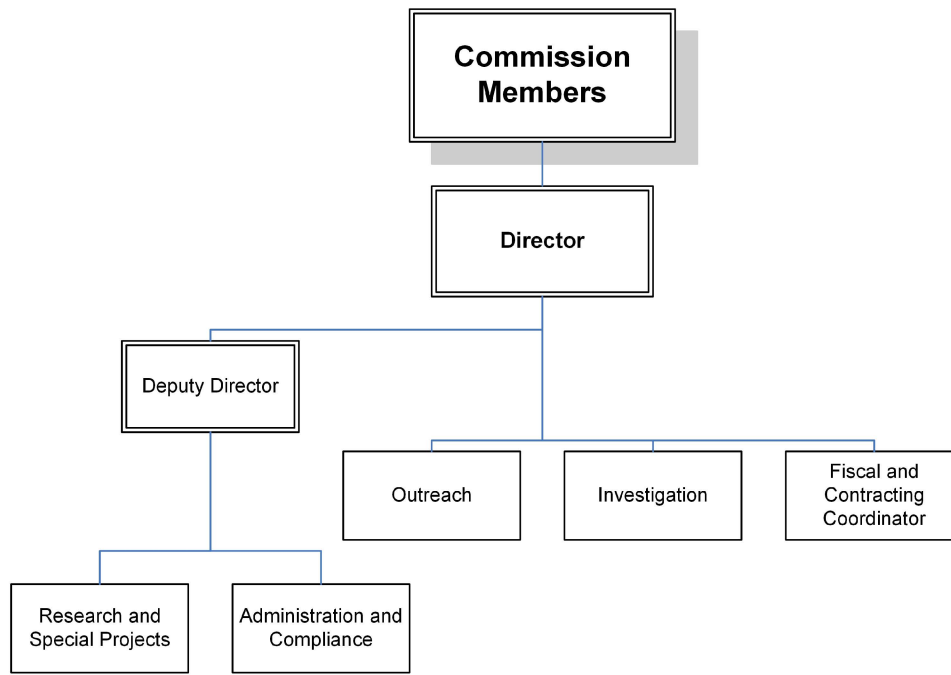 Commission
Members
Director
Deputy Director
Outreach
Investigation
Fiscal and
Contracting
Coordinator
Research and
Special Projects
Administration and
Compliance